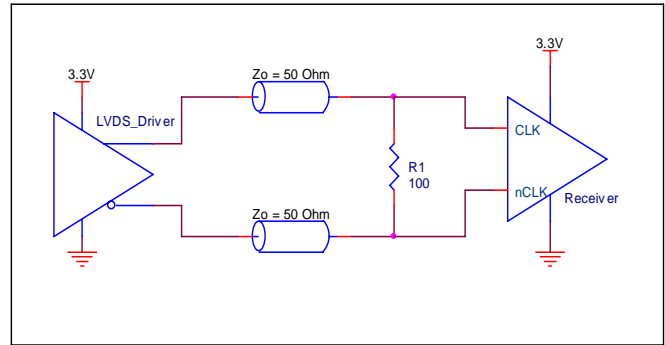 3.3V
LVDS_Driver
Zo = 50 Ohm
Zo = 50 Ohm
R1
100
3.3V
CLK
nCLK
Receiver